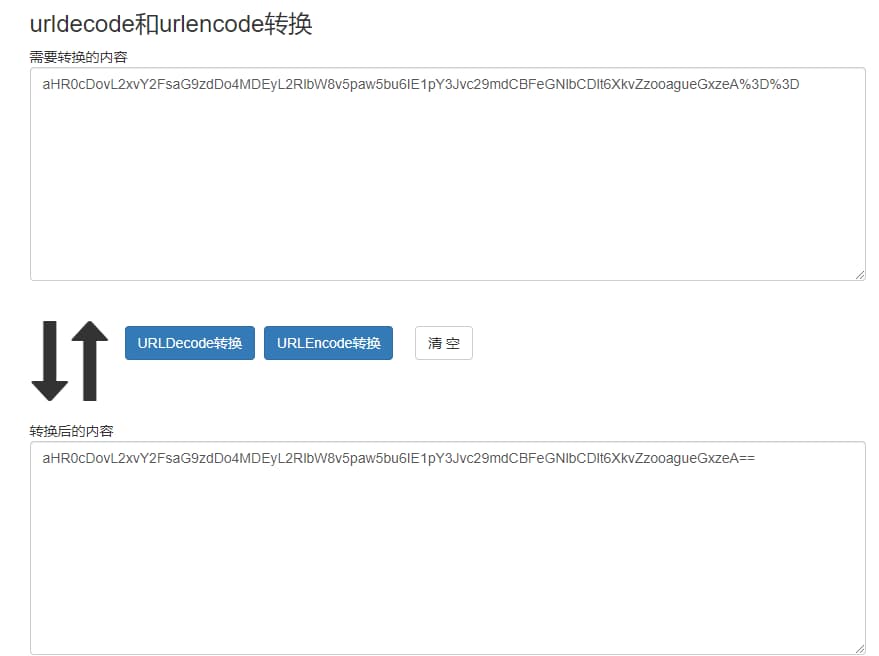 urldecode和urlencode转换
需要转换的内容
aHR0cDovL2xvY2FsaG9zdDo4MDEyL2RlbW8v5paw5bu6IE1pY3Jvc29mdCBFeGNlbCDlt6XkvZzooagueGxzeA%3D%3D
URLDecode转换 URLEncode转换 清 空
转换后的内容
aHR0cDovL2xvY2FsaG9zdDo4MDEyL2RlbW8v5paw5bu6IE1pY3Jvc29mdCBFeGNlbCDlt6XkvZzooagueGxzeA==